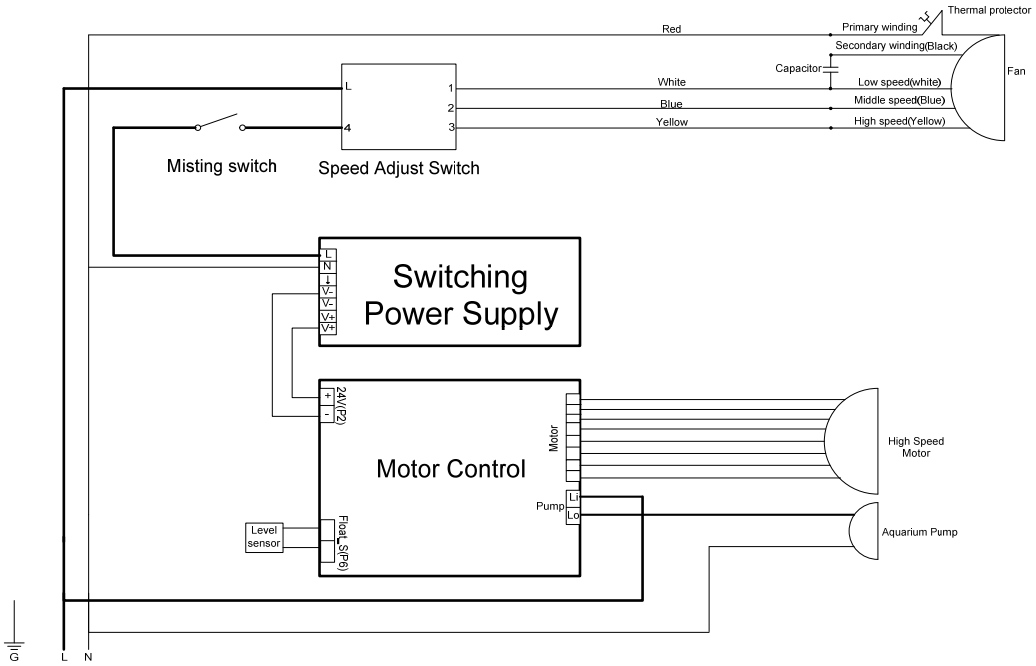 Thermal protector
Red
Primary winding
Secondary winding(Black)
Capacitor
Fan
L
1
White
Low speed(white)
2
Blue
Middle speed(Blue)
4
3
Yellow
High speed(Yellow)
Misting switch
Speed Adjust Switch
L
N
↓
V-
V-
V+
V+
Switching
Power Supply
+
-
24V(P2)
Motor
Motor Control
High Speed
Motor
Pump
Li
Lo
Level
sensor
Float_S(P6)
Aquarium Pump
G
L
N